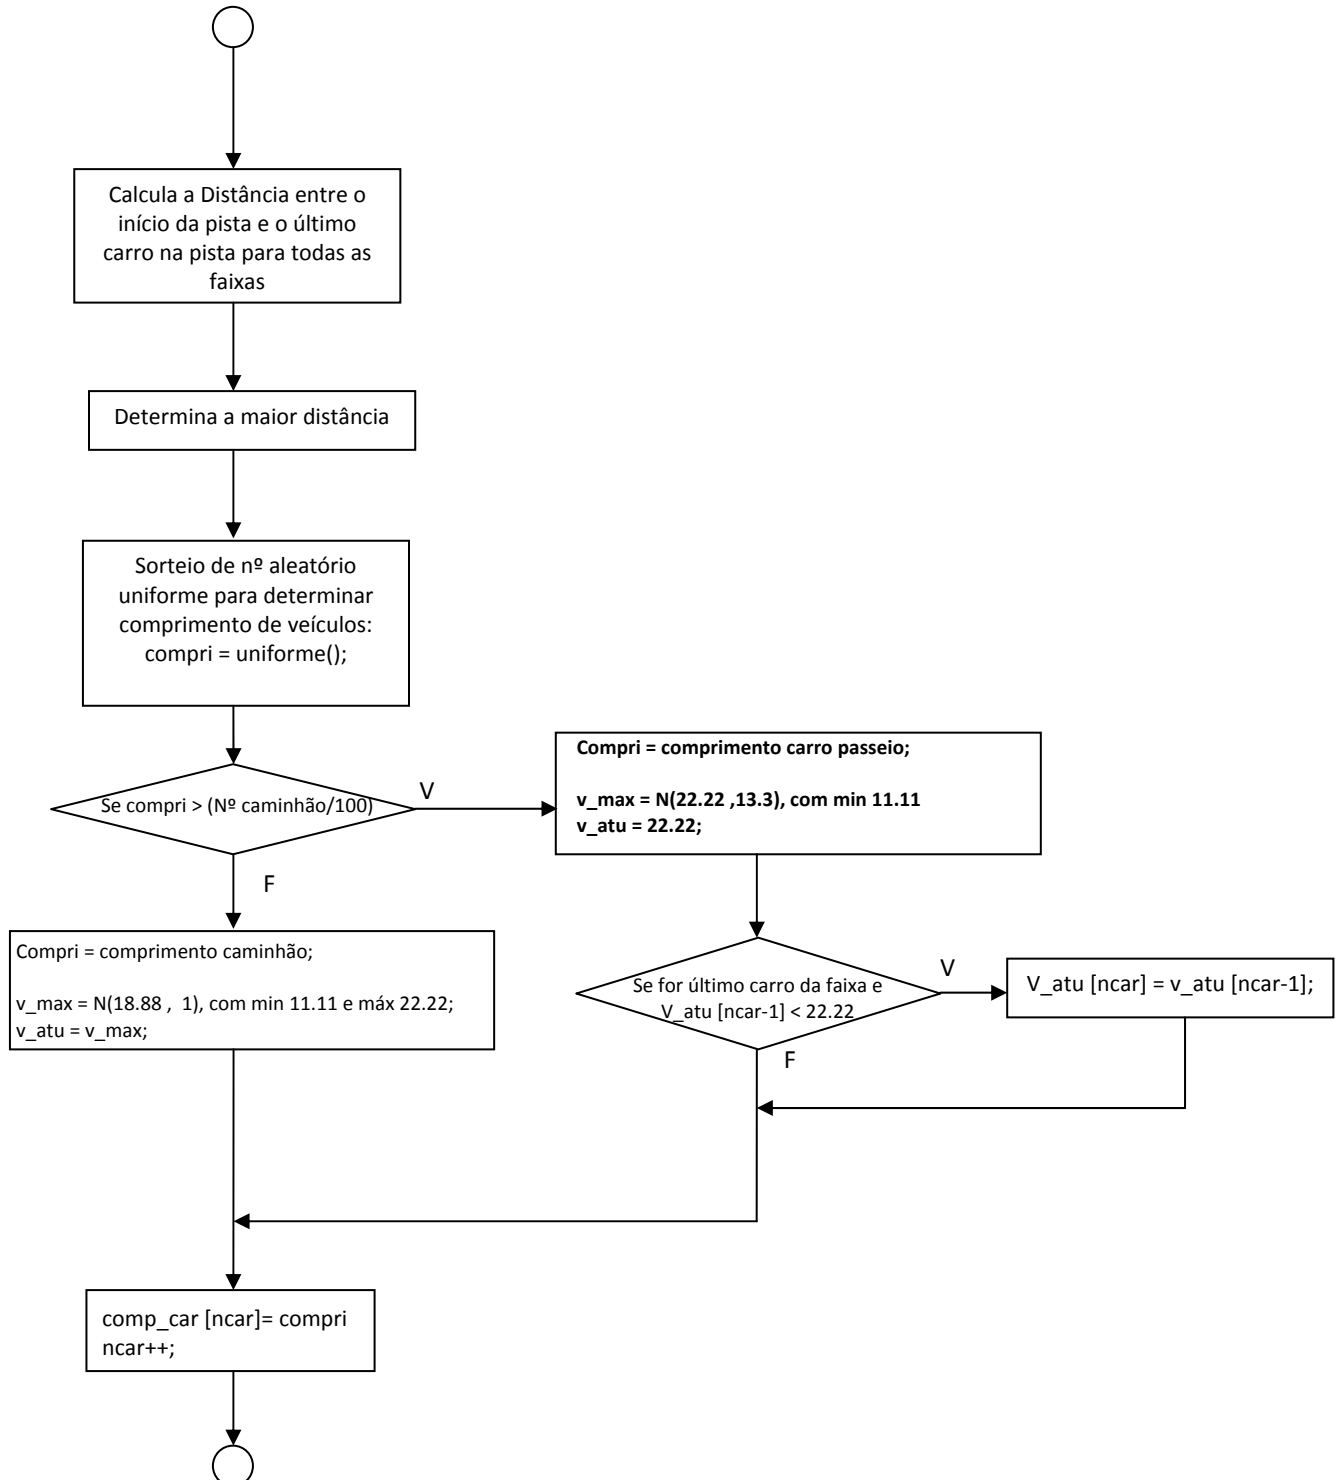 Calcula a Distância entre o
início da pista e o último
carro na pista para todas as
faixas
Determina a maior distância
Sorteio de nº aleatório
uniforme para determinar
comprimento de veículos:
compri = uniforme();
Se compri > (Nº caminhão/100)
V
F
Compri = comprimento carro passeio;
v_max = N(22.22 ,13.3), com min 11.11
v_atu = 22.22;
Compri = comprimento caminhão;
v_max = N(18.88 ,  1), com min 11.11 e máx 22.22;
v_atu = v_max;
Se for último carro da faixa e
V_atu [ncar-1] < 22.22
V
F
V_atu [ncar] = v_atu [ncar-1];
comp_car [ncar]= compri
ncar++;